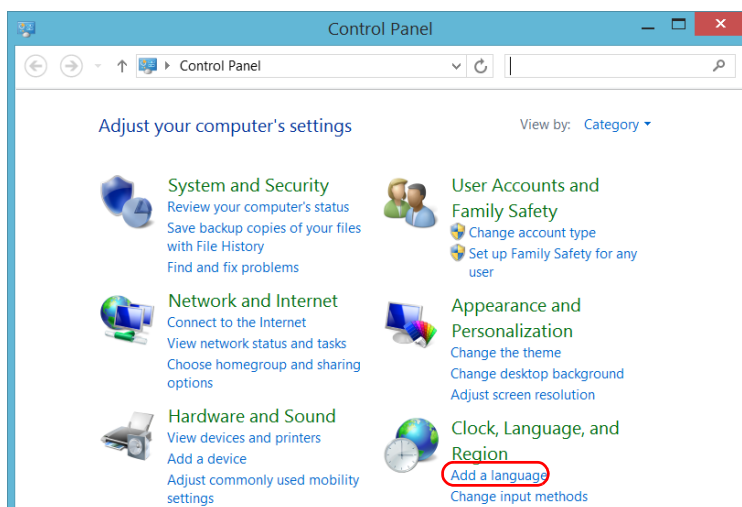 Control Panel
Control Panel
Adjust your computer's settings
View by: Category
System and Security
Review your computer's status
Save backup copies of your files
with File History
Find and fix problems
Network and Internet
Connect to the Internet
View network status and tasks
Choose homegroup and sharing
options
Hardware and Sound
View devices and printers
Add a device
Adjust commonly used mobility
settings
User Accounts and
Family Safety
Change account type
Set up Family Safety for any
user
Appearance and
Personalization
Change the theme
Change desktop background
Adjust screen resolution
Clock, Language, and
Region
Add a language
Change input methods